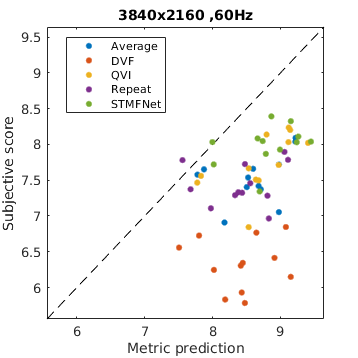 3840x2160 ,60Hz
Average
DVF
QVI
Repeat
STMFNet
9.5
9
8.5
8
7.5
7
6.5
6
Subjective score
6 7 8 9
Metric prediction